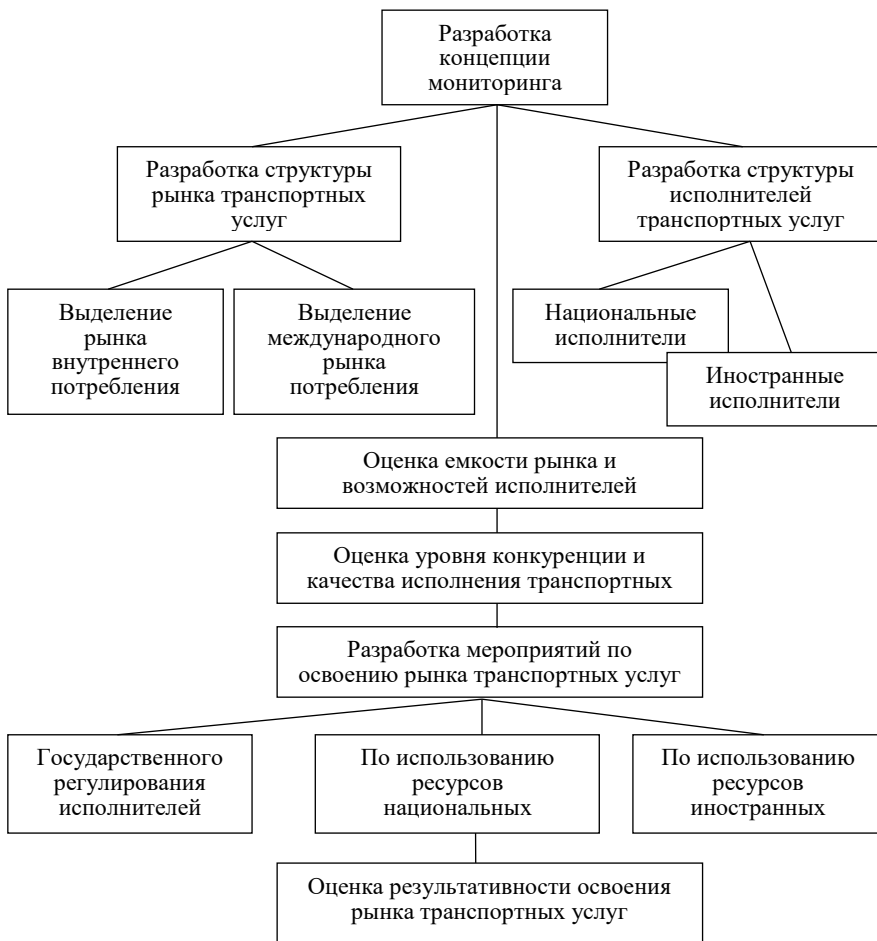 Разработка
концепции
мониторинга
Разработка структуры
рынка транспортных
услуг
Разработка структуры
исполнителей
транспортных услуг
Выделение
рынка
внутреннего
потребления
Выделение
международного
рынка
потребления
Национальные
исполнители
Иностранные
исполнители
Оценка емкости рынка и
возможностей исполнителей
Оценка уровня конкуренции и
качества исполнения транспортных
Разработка мероприятий по
освоению рынка транспортных услуг
Государственного
регулирования
исполнителей
По использованию
ресурсов
национальных
По использованию
ресурсов
иностранных
Оценка результативности освоения
рынка транспортных услуг